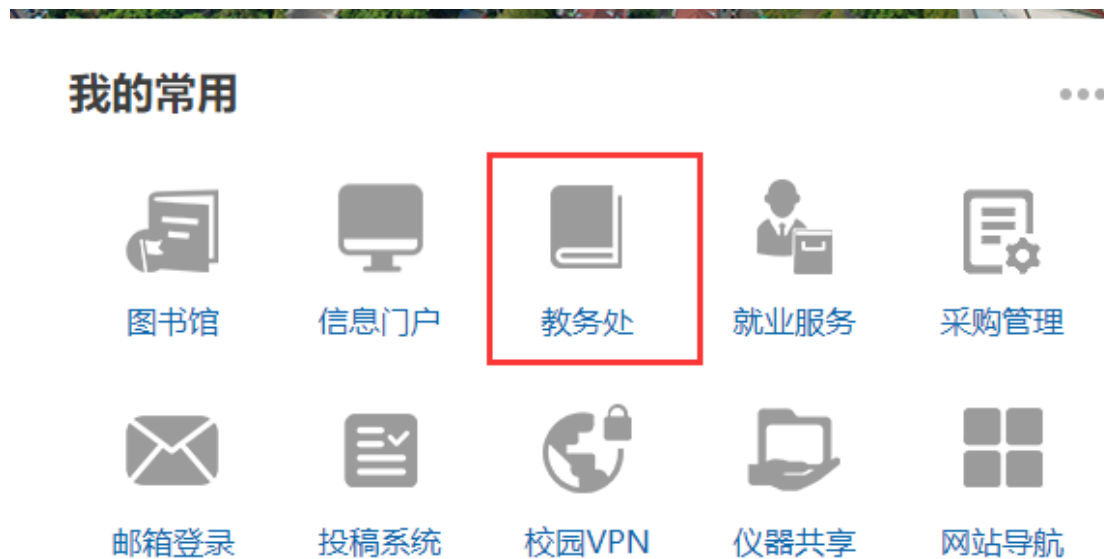 我的常用
图书馆 信息门户 教务处 就业服务 采购管理
邮箱登录 投稿系统 校园VPN 仪器共享 网站导航